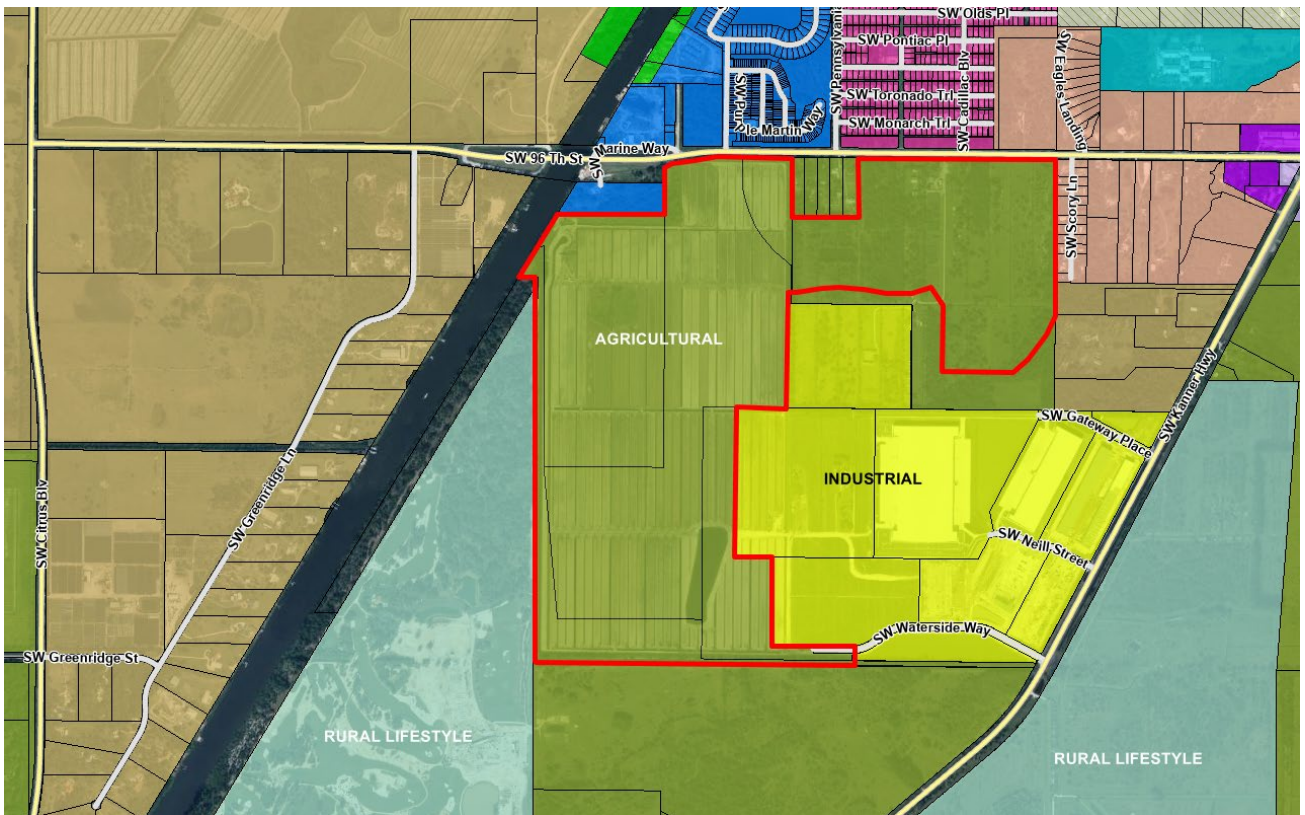 SW Olds Pl
SW Pontiac Pl
SW Pennsylvania
SW Cadillac Blv
SW Eagles Landing
SW Toronado Trl
SW Monarch Trl
SW Purp
le Martin Way
SW 96 Th St
SW M
arine Way
SW Scory Ln
AGRICULTURAL
SW Kanner Hwy
SW Gateway Place
SW Greenridge Ln
SW Citrus Blv
INDUSTRIAL
SW Neill Street
SW Waterside Way
SW Greenridge St
RURAL LIFESTYLE
RURAL LIFESTYLE